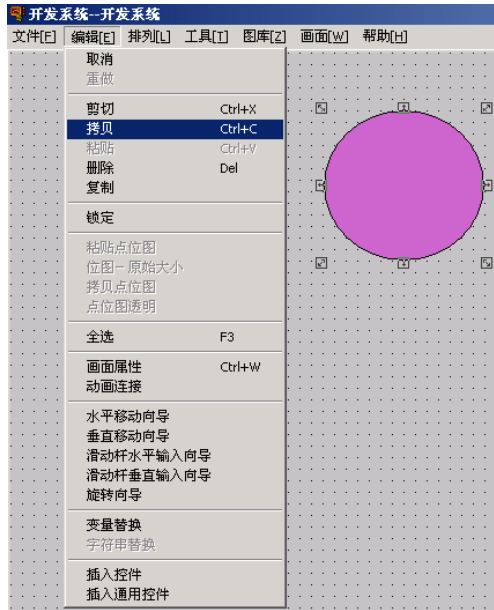 开发系统--开发系统
文件[F] 编辑[E] 排列[L] 工具[T] 图库[Z] 画面[W] 帮助[H]
取消
重做
剪切 Ctrl+X
拷贝 Ctrl+C
粘贴 Ctrl+V
删除 Del
复制
锁定
粘贴点位图
位图－原始大小
拷贝点位图
点位图透明
全选 F3
画面属性 Ctrl+W
动画连接
水平移动向导
垂直移动向导
滑动杆水平输入向导
滑动杆垂直输入向导
旋转向导
变量替换
字符串替换
插入控件
插入通用控件